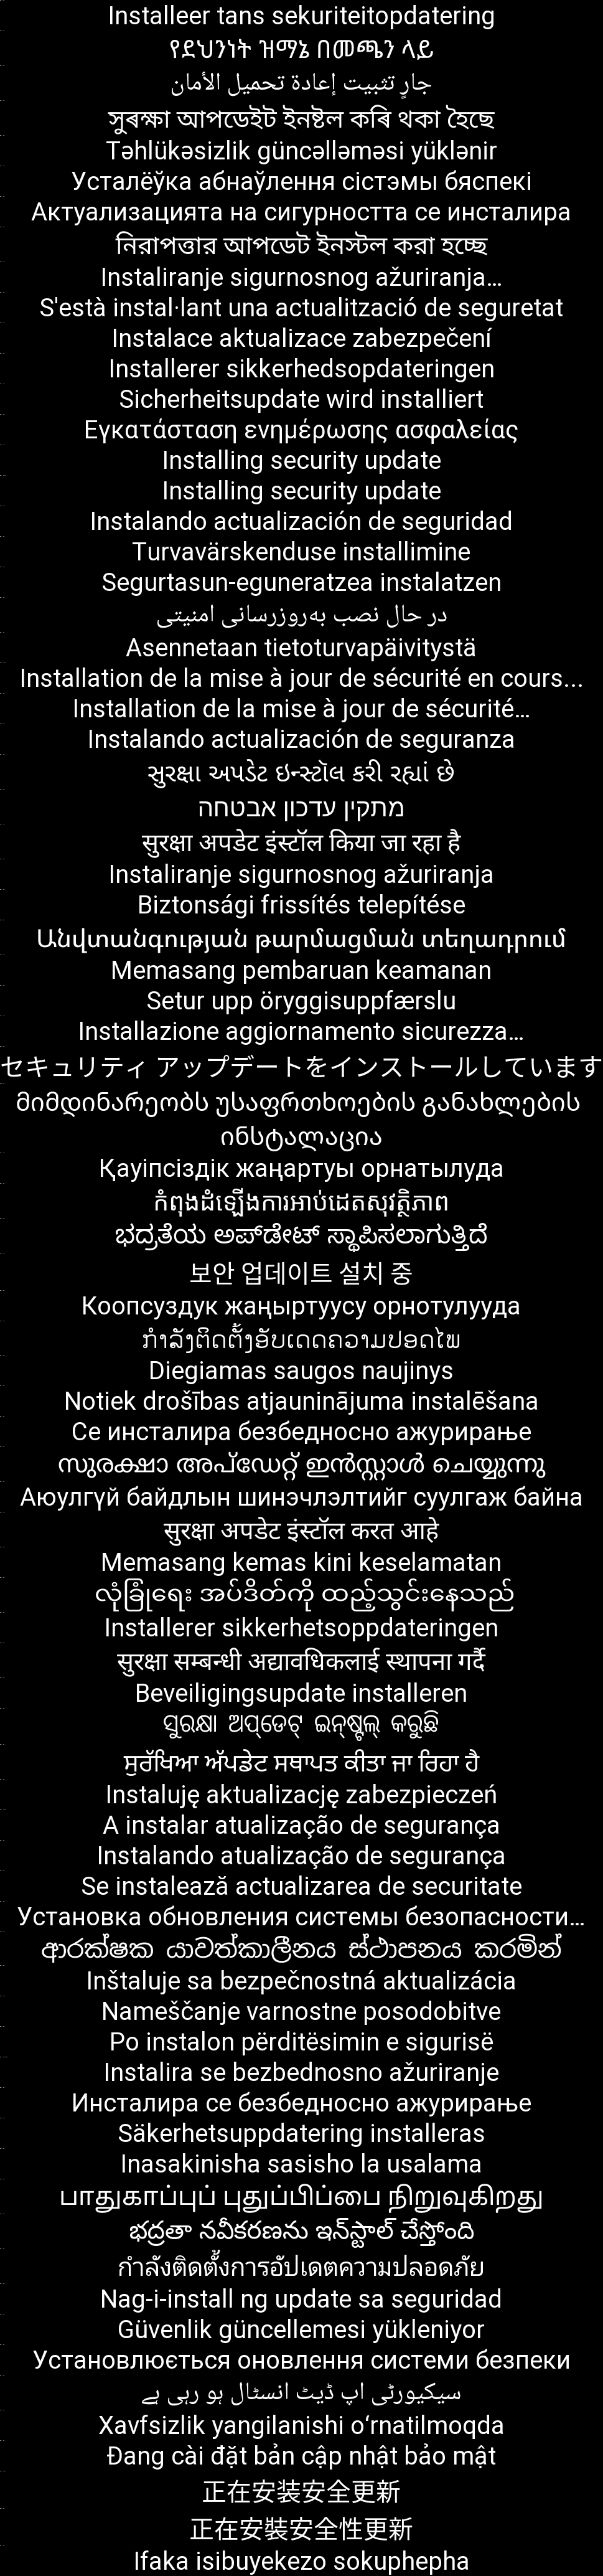 Installeer tans sekuriteitopdatering
የደህንነት ዝማኔ በመጫን ላይ
جارٍ تثبيت إعادة تحميل الأمان
সুৰক্ষা আপডেইট ইনষ্টল কৰি থকা হৈছে
Təhlükəsizlik güncəlləməsi yüklənir
Усталёўка абнаўлення сістэмы бяспекі
Актуализацията на сигурността се инсталира
নিরাপত্তার আপডেট ইনস্টল করা হচ্ছে
Instaliranje sigurnosnog ažuriranja…
S'està instal·lant una actualització de seguretat
Instalace aktualizace zabezpečení
Installerer sikkerhedsopdateringen
Sicherheitsupdate wird installiert
Εγκατάσταση ενημέρωσης ασφαλείας
Installing security update
Installing security update
Instalando actualización de seguridad
Turvavärskenduse installimine
Segurtasun-eguneratzea instalatzen
در حال نصب به‌روزرسانی امنیتی
Asennetaan tietoturvapäivitystä
Installation de la mise à jour de sécurité en cours...
Installation de la mise à jour de sécurité…
Instalando actualización de seguranza
સુરક્ષા અપડેટ ઇન્સ્ટૉલ કરી રહ્યાં છે
מתקין עדכון אבטחה
सुरक्षा अपडेट इंस्टॉल किया जा रहा है
Instaliranje sigurnosnog ažuriranja
Biztonsági frissítés telepítése
Անվտանգության թարմացման տեղադրում
Memasang pembaruan keamanan
Setur upp öryggisuppfærslu
Installazione aggiornamento sicurezza…
セキュリティ アップデートをインストールしています
მიმდინარეობს უსაფრთხოების განახლების
ინსტალაცია
Қауіпсіздік жаңартуы орнатылуда
កំពុងដំឡើងការអាប់ដេតសុវត្ថិភាព
ಭದ್ರತೆಯ ಅಪ್‌ಡೇಟ್‌ ಸ್ಥಾಪಿಸಲಾಗುತ್ತಿದೆ
보안 업데이트 설치 중
Коопсуздук жаңыртуусу орнотулууда
ກຳລັງຕິດຕັ້ງອັບເດດຄວາມປອດໄພ
Diegiamas saugos naujinys
Notiek drošības atjauninājuma instalēšana
Се инсталира безбедносно ажурирање
സുരക്ഷാ അപ്ഡേറ്റ് ഇൻസ്റ്റാൾ ചെയ്യുന്നു
Аюулгүй байдлын шинэчлэлтийг суулгаж байна
सुरक्षा अपडेट इंस्टॉल करत आहे
Memasang kemas kini keselamatan
လုံခြုံရေး အပ်ဒိတ်ကို ထည့်သွင်းနေသည်
Installerer sikkerhetsoppdateringen
सुरक्षा सम्बन्धी अद्यावधिकलाई स्थापना गर्दै
Beveiligingsupdate installeren
ସୁରକ୍ଷା ଅପ୍‌ଡେଟ୍‌ ଇନ୍‌ଷ୍ଟଲ୍‌ କରୁଛି
ਸੁਰੱਖਿਆ ਅੱਪਡੇਟ ਸਥਾਪਤ ਕੀਤਾ ਜਾ ਰਿਹਾ ਹੈ
Instaluję aktualizację zabezpieczeń
A instalar atualização de segurança
Instalando atualização de segurança
Se instalează actualizarea de securitate
Установка обновления системы безопасности…
ආරක්ෂක යාවත්කාලීනය ස්ථාපනය කරමින්
Inštaluje sa bezpečnostná aktualizácia
Nameščanje varnostne posodobitve
Po instalon përditësimin e sigurisë
Instalira se bezbednosno ažuriranje
Инсталира се безбедносно ажурирање
Säkerhetsuppdatering installeras
Inasakinisha sasisho la usalama
பாதுகாப்புப் புதுப்பிப்பை நிறுவுகிறது
భద్రతా నవీకరణను ఇన్‌స్టాల్ చేస్తోంది
กำลังติดตั้งการอัปเดตความปลอดภัย
Nag-i-install ng update sa seguridad
Güvenlik güncellemesi yükleniyor
Установлюється оновлення системи безпеки
سیکیورٹی اپ ڈیٹ انسٹال ہو رہی ہے
Xavfsizlik yangilanishi o‘rnatilmoqda
Đang cài đặt bản cập nhật bảo mật
正在安装安全更新
正在安裝安全性更新
Ifaka isibuyekezo sokuphepha